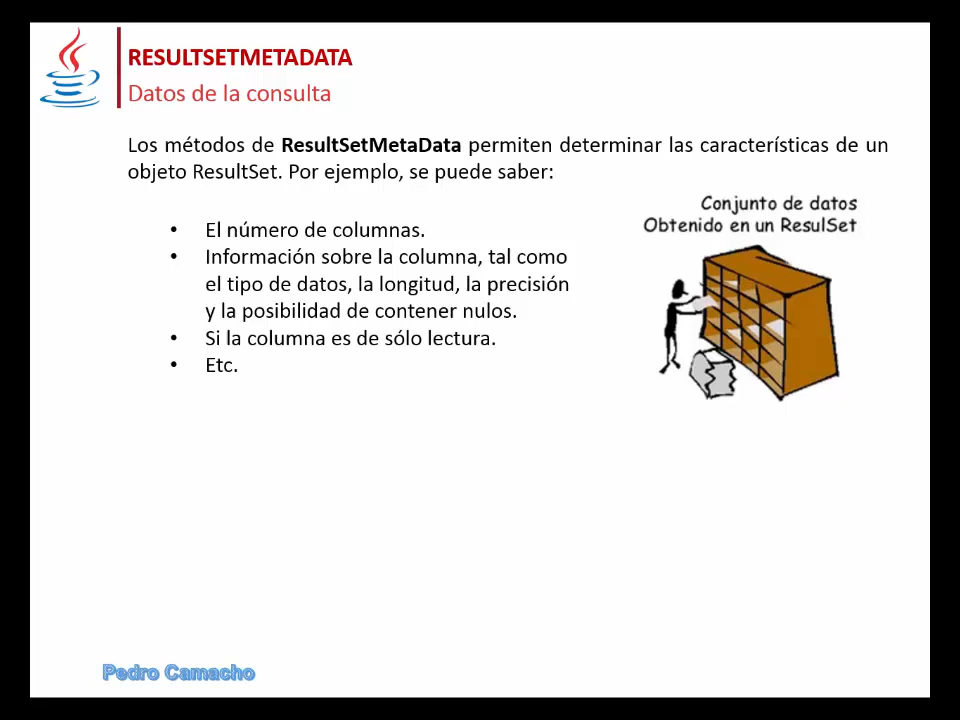 RESULTSETMETADATA
Datos de la consulta
Los métodos de ResultSetMetaData permiten determinar las características de un
objeto ResultSet. Por ejemplo, se puede saber:
Conjunto de datos
Obtenido en un ResulSet
• El número de columnas.
• Información sobre la columna, tal como
el tipo de datos, la longitud, la precisión
y la posibilidad de contener nulos.
• Si la columna es de sólo lectura.
• Etc.
Pedro Camacho